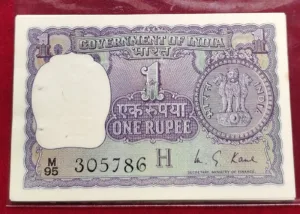 GOVERNMENT OF INDIA
भारत
1
एक रुपया
ONE RUPEE
M/95 305786 H
SECRETARY, MINISTRY OF FINANCE